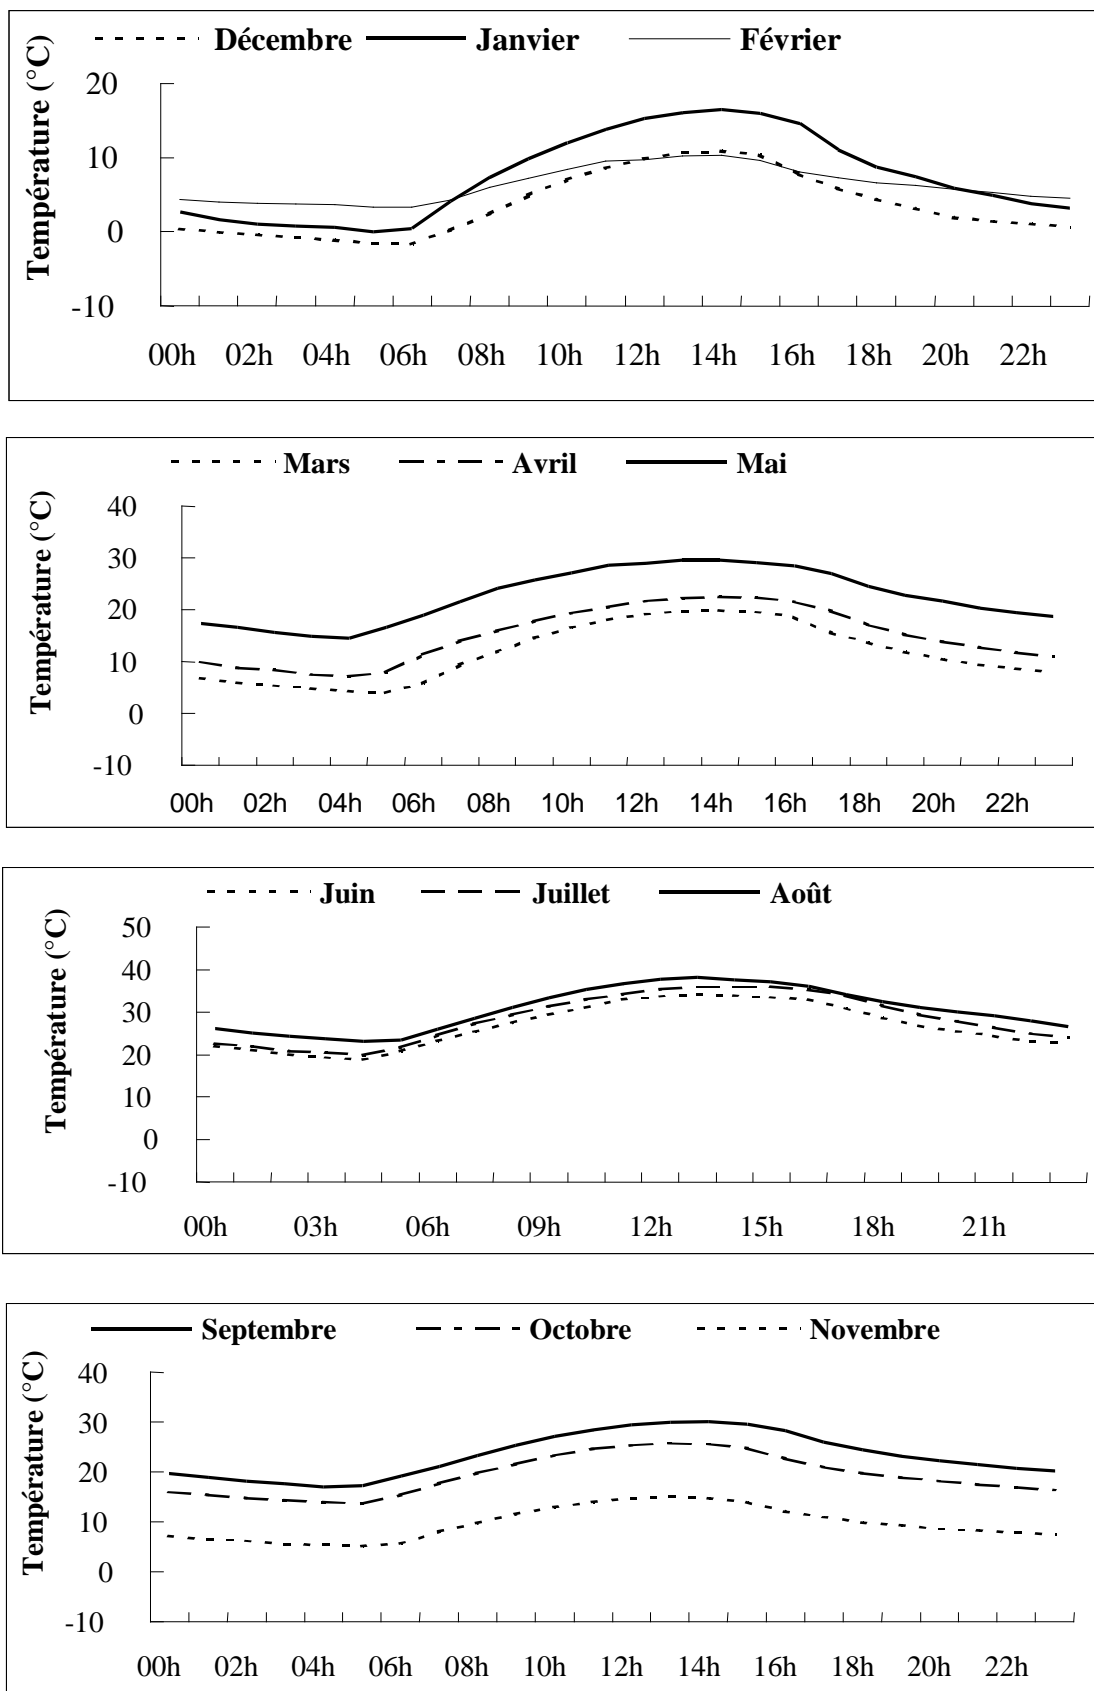 Décembre Janvier Février
Température (°C)
20
10
0
-10
00h 02h 04h 06h 08h 10h 12h 14h 16h 18h 20h 22h
Mars Avril Mai
Température (°C)
40
30
20
10
0
-10
00h 02h 04h 06h 08h 10h 12h 14h 16h 18h 20h 22h
Juin Juillet Août
Température (°C)
50
40
30
20
10
0
-10
00h 03h 06h 09h 12h 15h 18h 21h
Septembre Octobre Novembre
Température (°C)
40
30
20
10
0
-10
00h 02h 04h 06h 08h 10h 12h 14h 16h 18h 20h 22h